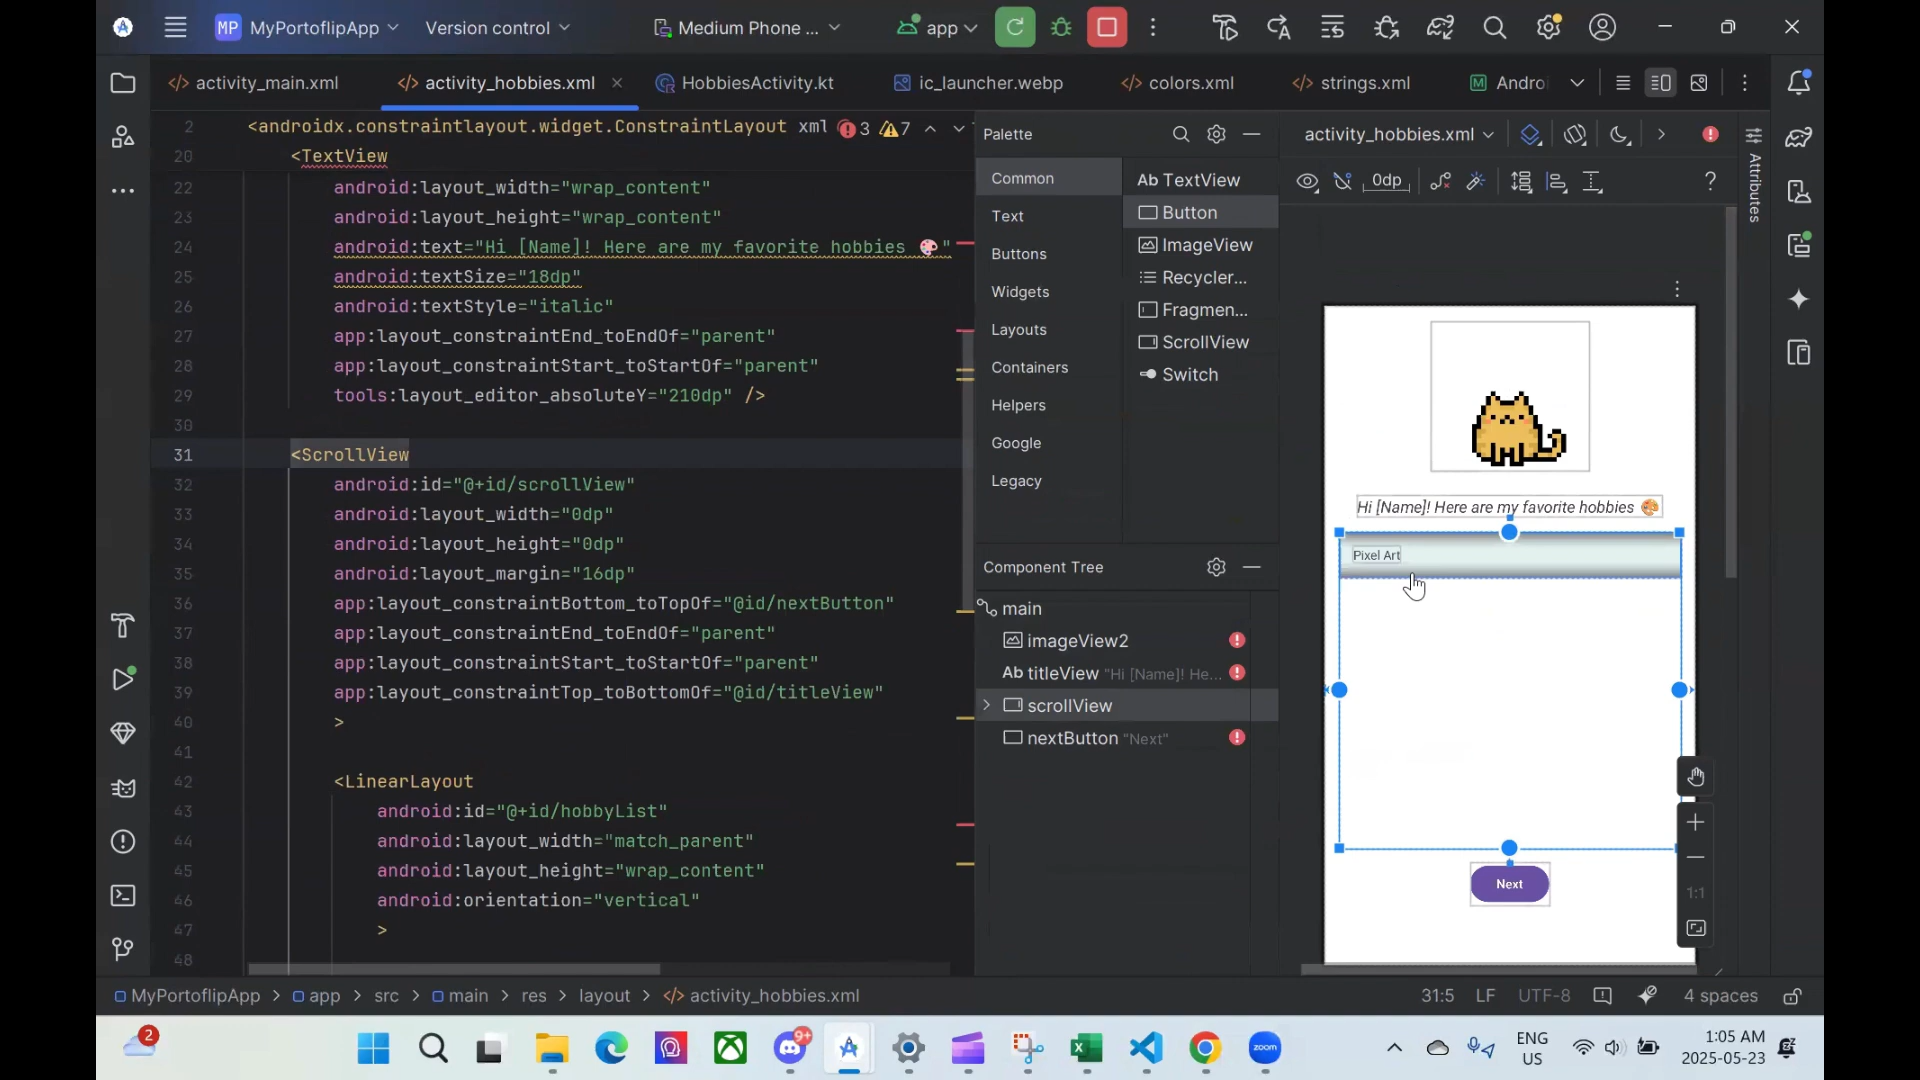 MP MyPortoflipApp Version control Medium Phone ... app
activity_main.xml activity_hobbies.xml HobbiesActivity.kt ic_launcher.webp colors.xml strings.xml Androi
2 <androidx.constraintlayout.widget.ConstraintLayout xml 3 7
20 <TextView
22 android:layout_width="wrap_content"
23 android:layout_height="wrap_content"
24 android:text="Hi [Name]! Here are my favorite hobbies 🎨"
25 android:textSize="18dp"
26 android:textStyle="italic"
27 app:layout_constraintEnd_toEndOf="parent"
28 app:layout_constraintStart_toStartOf="parent"
29 tools:layout_editor_absoluteY="210dp" />
30
31 <ScrollView
32 android:id="@+id/scrollView"
33 android:layout_width="0dp"
34 android:layout_height="0dp"
35 android:layout_margin="16dp"
36 app:layout_constraintBottom_toTopOf="@id/nextButton"
37 app:layout_constraintEnd_toEndOf="parent"
38 app:layout_constraintStart_toStartOf="parent"
39 app:layout_constraintTop_toBottomOf="@id/titleView"
40 >
41
42 <LinearLayout
43 android:id="@+id/hobbyList"
44 android:layout_width="match_parent"
45 android:layout_height="wrap_content"
46 android:orientation="vertical"
47 >
48
Palette
Common
Text
Buttons
Widgets
Layouts
Containers
Helpers
Google
Legacy
Ab TextView
Button
ImageView
Recycler...
Fragmen...
ScrollView
Switch
Component Tree
main
imageView2
Ab titleView "Hi [Name]! He...
scrollView
nextButton "Next"
activity_hobbies.xml
0dp
?
Attributes
Hi [Name]! Here are my favorite hobbies 🎨
Pixel Art
Next
1:1
MyPortoflipApp > app > src > main > res > layout > activity_hobbies.xml
31:5 LF UTF-8 4 spaces
2
9+
zoom
ENG
US
1:05 AM
2025-05-23